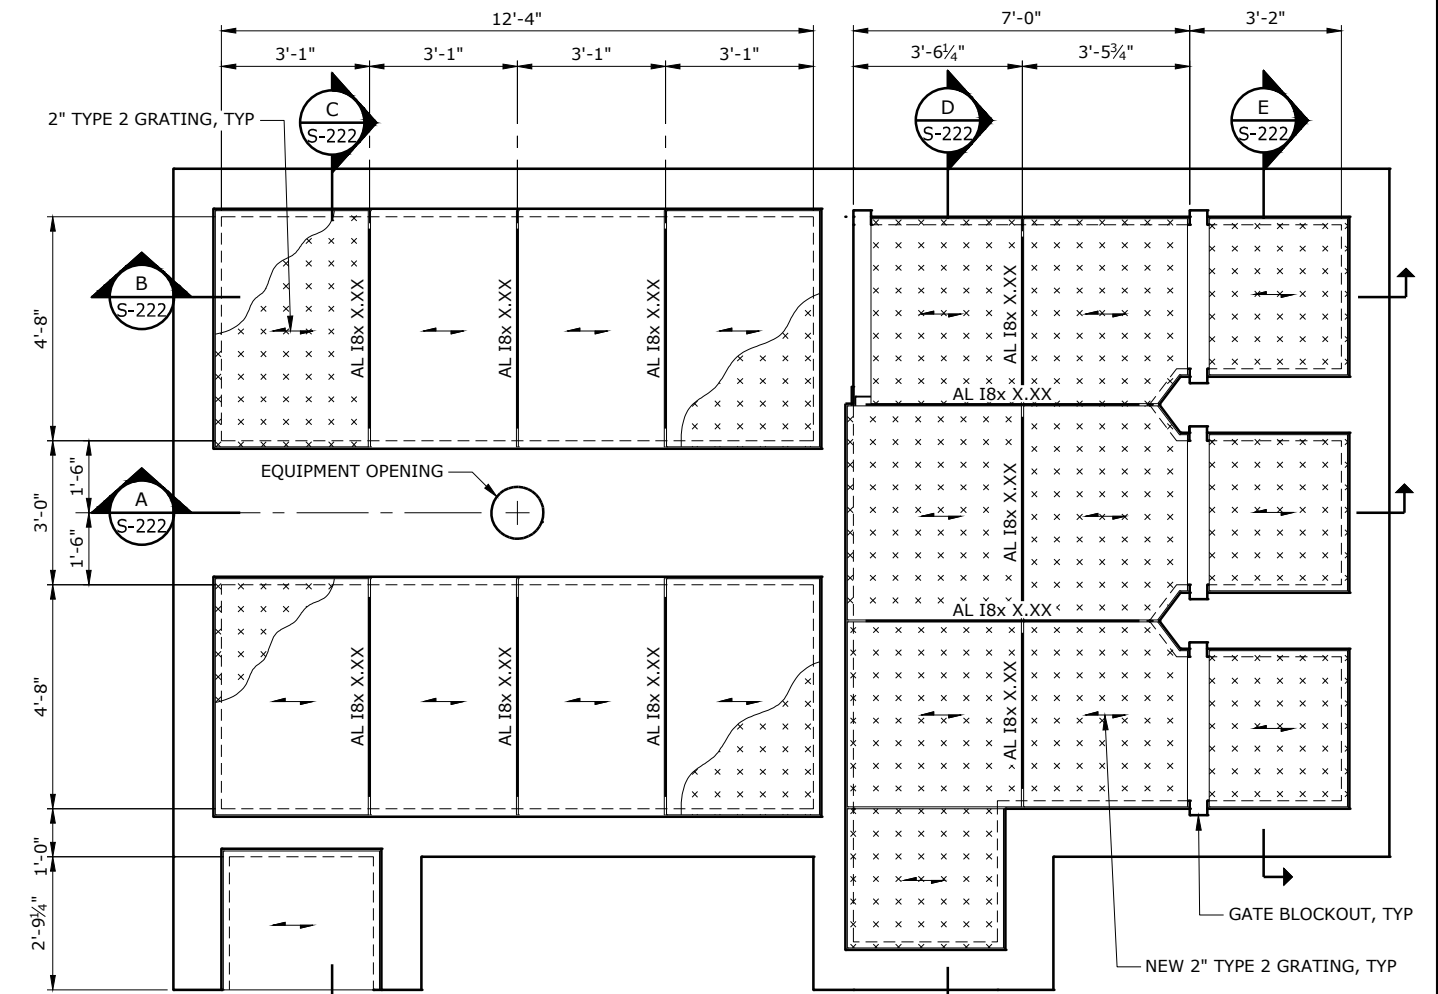 12'-4"
7'-0"
3'-2"
3'-1"
3'-1"
3'-1"
3'-1"
3'-6¼"
3'-5¾"
2" TYPE 2 GRATING, TYP
C
S-222
D
S-222
E
S-222
B
S-222
4'-8"
AL I8x X.XX
AL I8x X.XX
AL I8x X.XX
AL I8x X.XX
AL I8x X.XX
EQUIPMENT OPENING
A
S-222
3'-0"
1'-6"
1'-6"
AL I8x X.XX
AL I8x X.XX
4'-8"
AL I8x X.XX
AL I8x X.XX
AL I8x X.XX
AL I8x X.XX
1'-0"
2'-9¼"
GATE BLOCKOUT, TYP
NEW 2" TYPE 2 GRATING, TYP